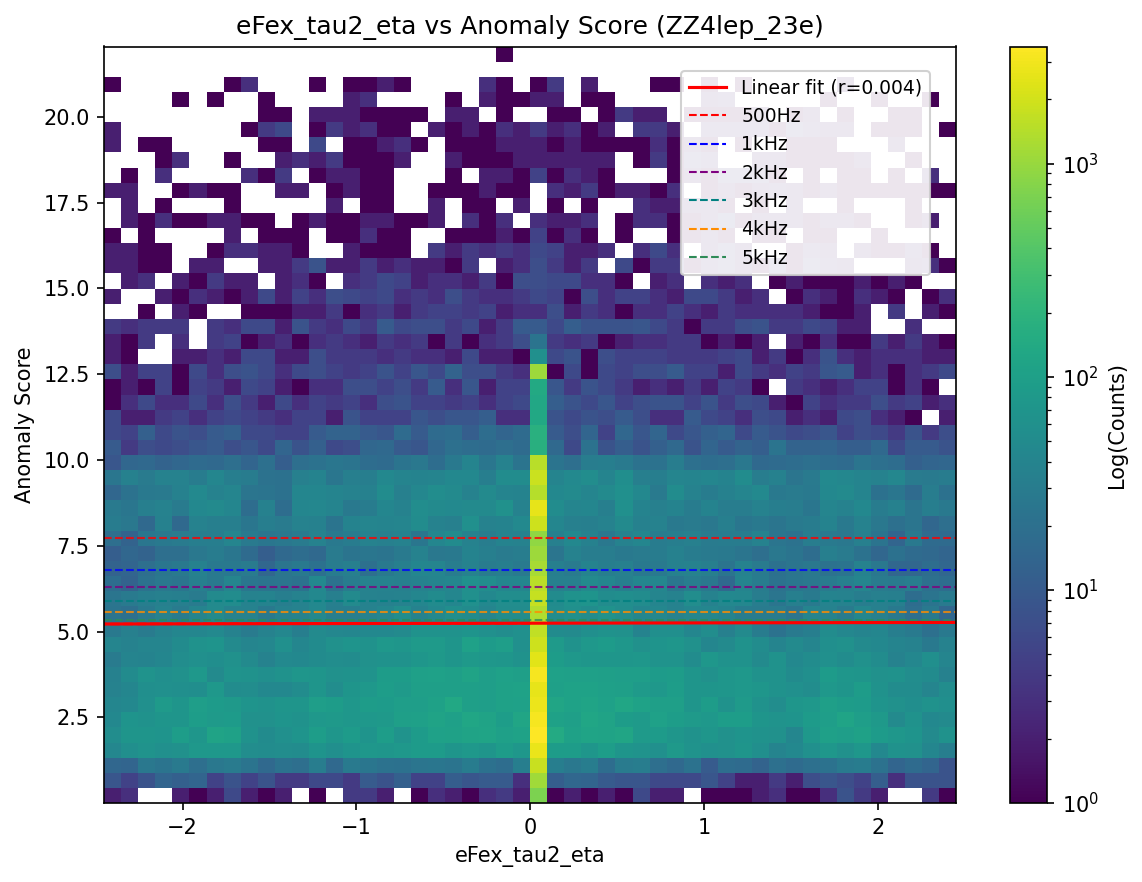 eFex_tau2_eta vs Anomaly Score (ZZ4lep_23e)
Linear fit (r=0.004)
500Hz
1kHz
2kHz
3kHz
4kHz
5kHz
Anomaly Score
20.0
17.5
15.0
12.5
10.0
7.5
5.0
2.5
−2
−1
0
1
2
eFex_tau2_eta
10³
10²
10¹
10⁰
Log(Counts)